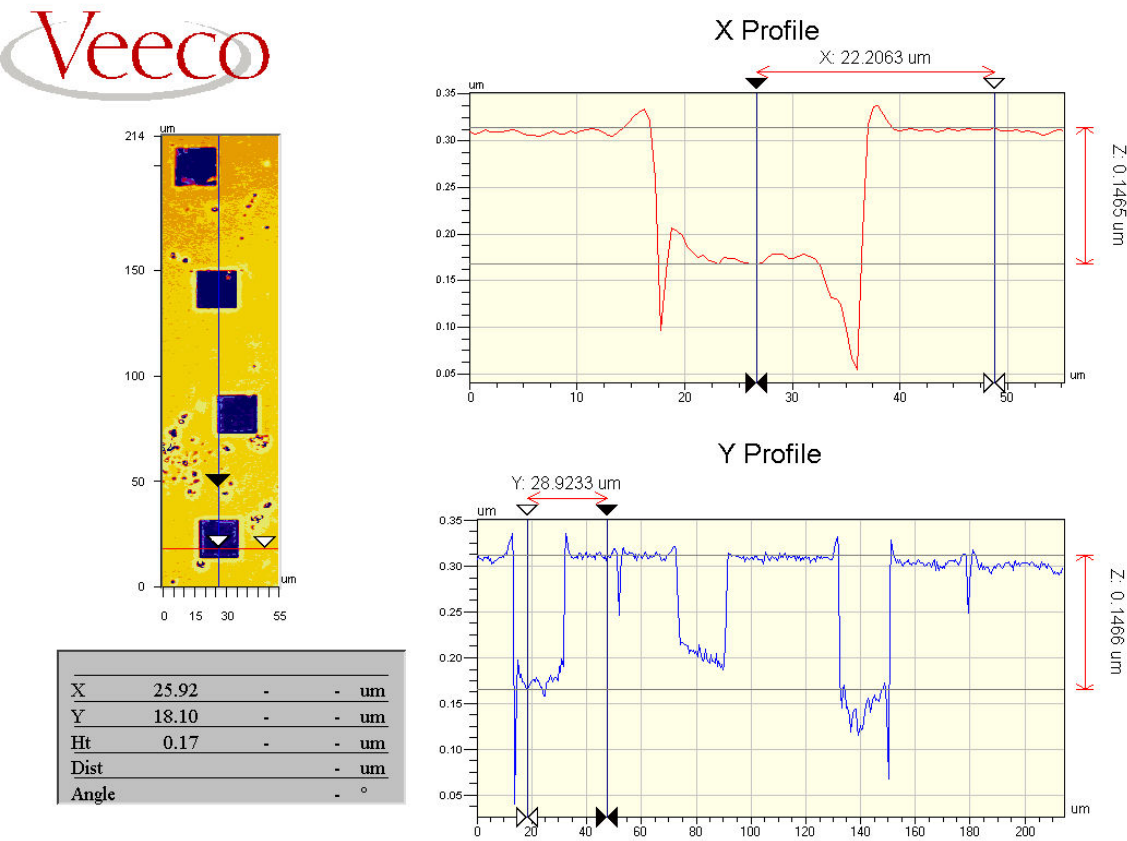 Veeco
X Profile
X: 22.2063 um
um
0.35
0.30
0.25
0.20
0.15
0.10
0.05
0 10 20 30 40 50
um
Z: 0.1465 um
um
214
150
100
50
0
um
0 15 30 55
Y Profile
Y: 28.9233 um
um
0.35
0.30
0.25
0.20
0.15
0.10
0.05
0 20 40 60 80 100 120 140 160 180 200
um
Z: 0.1466 um
X 25.92 - - um
Y 18.10 - - um
Ht 0.17 - - um
Dist - um
Angle - °